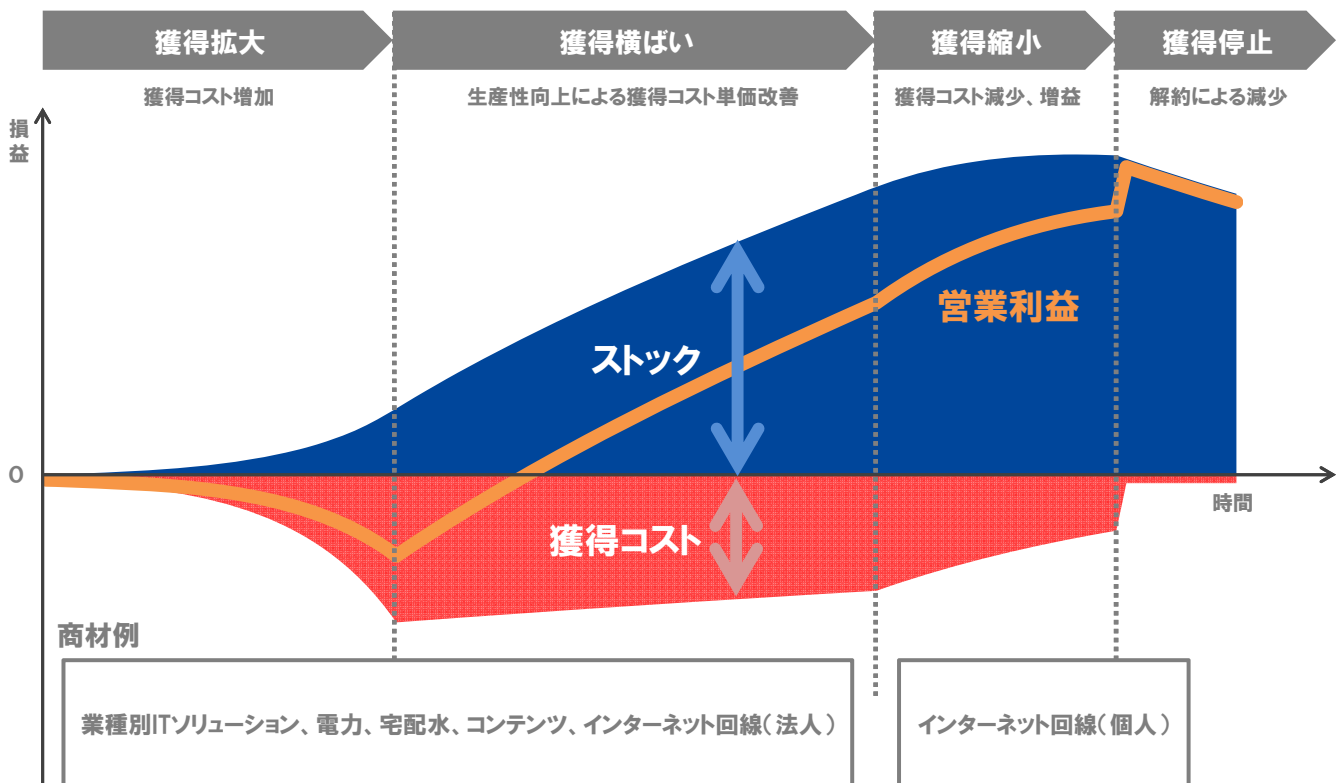 獲得拡大
獲得横ばい
獲得縮小
獲得停止
獲得コスト増加
生産性向上による獲得コスト単価改善
獲得コスト減少、増益
解約による減少
損益
営業利益
ストック
0
時間
獲得コスト
商材例
業種別ITソリューション、電力、宅配水、コンテンツ、インターネット回線(法人)
インターネット回線(個人)